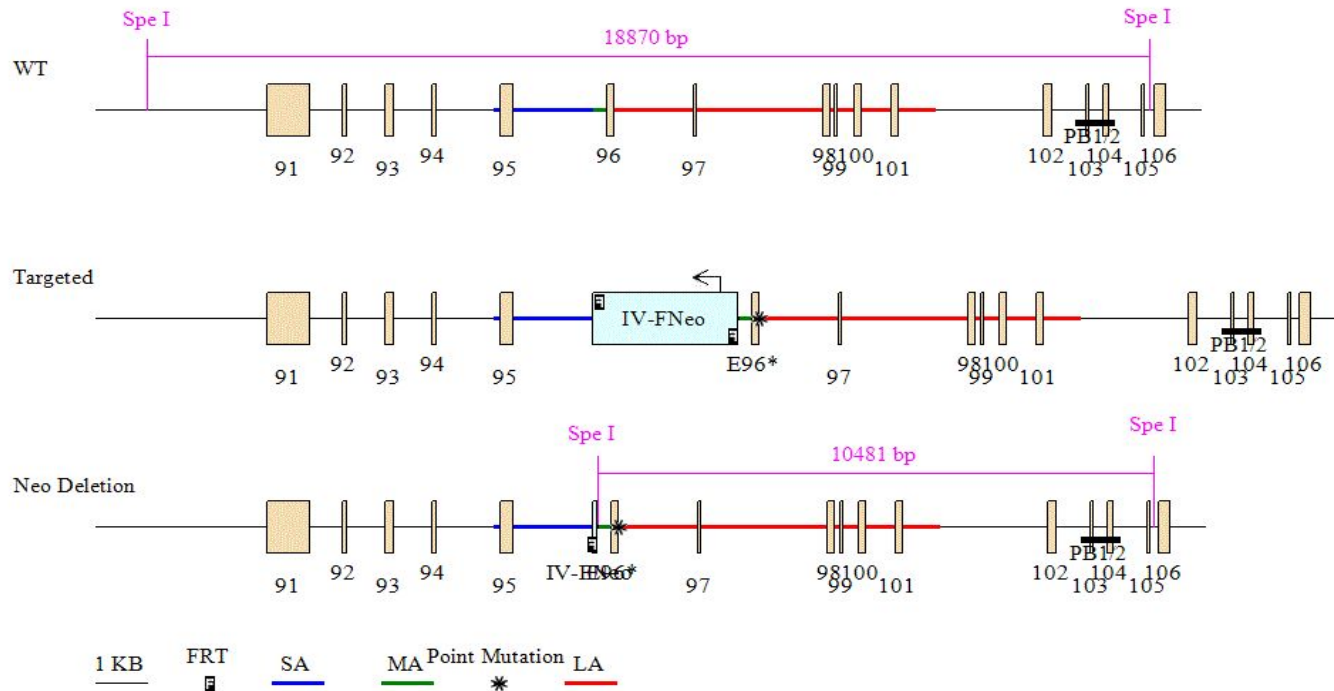 Spe I Spe I
18870 bp
WT
PB1/2
91 92 93 94 95 96 97 98 99 100 101 102 103 104 105 106
Targeted
IV-FNeo
PB1/2
91 92 93 94 95 E96* 97 98 99 100 101 102 103 104 105 106
Spe I Spe I
10481 bp
Neo Deletion
PB1/2
91 92 93 94 95 IV-FNeo E96* 97 98 99 100 101 102 103 104 105 106
1 KB FRT SA MA Point Mutation LA